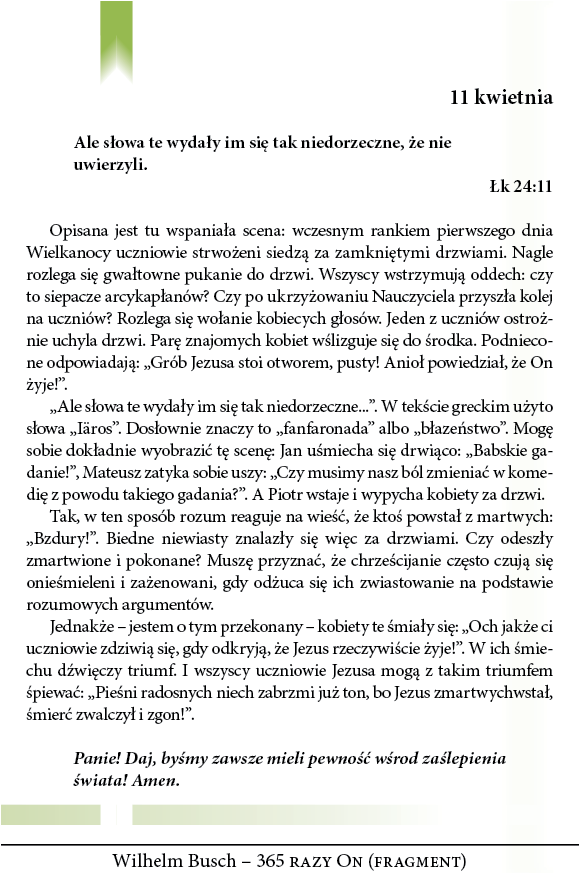 11 kwietnia
Ale słowa te wydały im się tak niedorzeczne, że nie
uwierzyli.
Łk 24:11
Opisana jest tu wspaniała scena: wczesnym rankiem pierwszego dnia
Wielkanocy uczniowie strwożeni siedzą za zamkniętymi drzwiami. Nagle
rozlega się gwałtowne pukanie do drzwi. Wszyscy wstrzymują oddech: czy
to siepacze arcykapłanów? Czy po ukrzyżowaniu Nauczyciela przyszła kolej
na uczniów? Rozlega się wołanie kobiecych głosów. Jeden z uczniów ostroż-
nie uchyla drzwi. Parę znajomych kobiet wślizguje się do środka. Podnieco-
ne odpowiadają: „Grób Jezusa stoi otworem, pusty! Anioł powiedział, że On
żyje!”.
„Ale słowa te wydały im się tak niedorzeczne...”. W tekście greckim użyto
słowa „Iäros”. Dosłownie znaczy to „fanfaronada” albo „błazeństwo”. Mogę
sobie dokładnie wyobrazić tę scenę: Jan uśmiecha się drwiąco: „Babskie ga-
danie!”, Mateusz zatyka sobie uszy: „Czy musimy nasz ból zmieniać w kome-
dię z powodu takiego gadania?”. A Piotr wstaje i wypycha kobiety za drzwi.
Tak, w ten sposób rozum reaguje na wieść, że ktoś powstał z martwych:
„Bzdury!”. Biedne niewiasty znalazły się więc za drzwiami. Czy odeszły
zmartwione i pokonane? Muszę przyznać, że chrześcijanie często czują się
onieśmieleni i zażenowani, gdy odżuca się ich zwiastowanie na podstawie
rozumowych argumentów.
Jednakże – jestem o tym przekonany – kobiety te śmiały się: „Och jakże ci
uczniowie zdziwią się, gdy odkryją, że Jezus rzeczywiście żyje!”. W ich śmie-
chu dźwięczy triumf. I wszyscy uczniowie Jezusa mogą z takim triumfem
śpiewać: „Pieśni radosnych niech zabrzmi już ton, bo Jezus zmartwychwstał,
śmierć zwalczył i zgon!”.
Panie! Daj, byśmy zawsze mieli pewność wśrod zaślepienia
świata! Amen.
Wilhelm Busch – 365 RAZY ON (FRAGMENT)